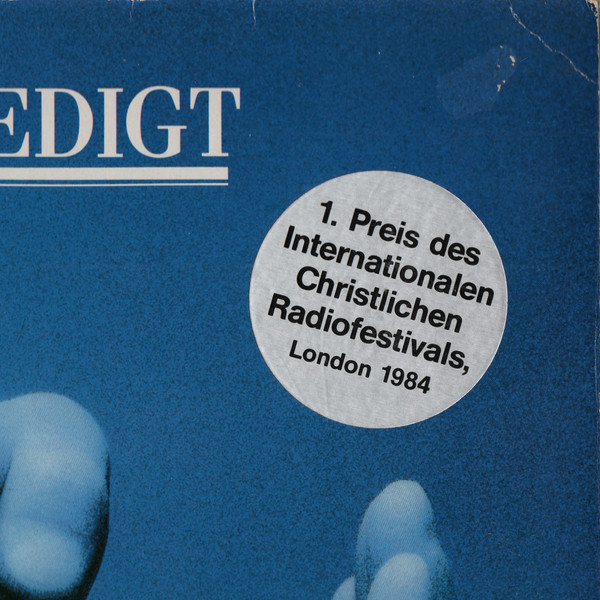 EDIGT
1. Preis des
Internationalen
Christlichen
Radiofestivals,
London 1984